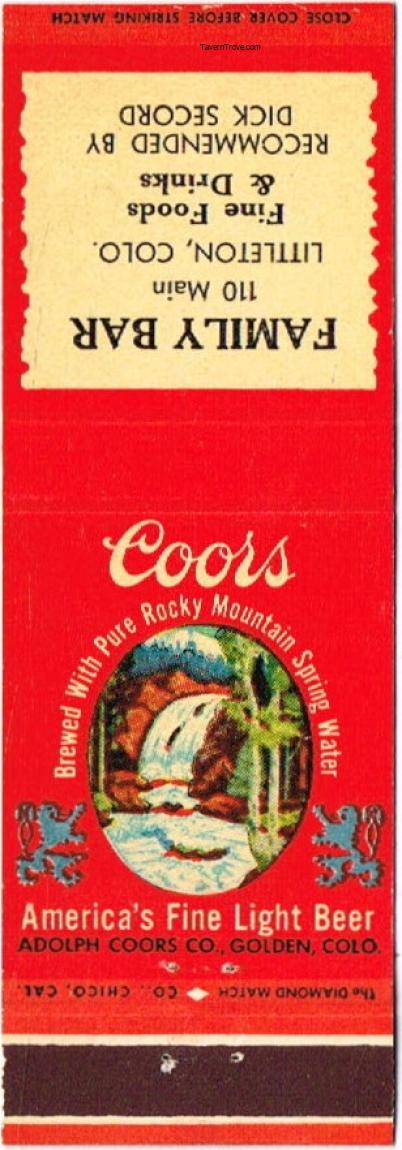 CLOSE COVER BEFORE STRIKING MATCH
TavernTrove.com
FAMILY BAR
110 Main
LITTLETON, COLO.
Fine Foods
& Drinks
RECOMMENDED BY
DICK SECORD
Coors
Brewed With Pure Rocky Mountain Spring Water
America's Fine Light Beer
ADOLPH COORS CO., GOLDEN, COLO.
The DIAMOND MATCH CO., CHICO, CAL.